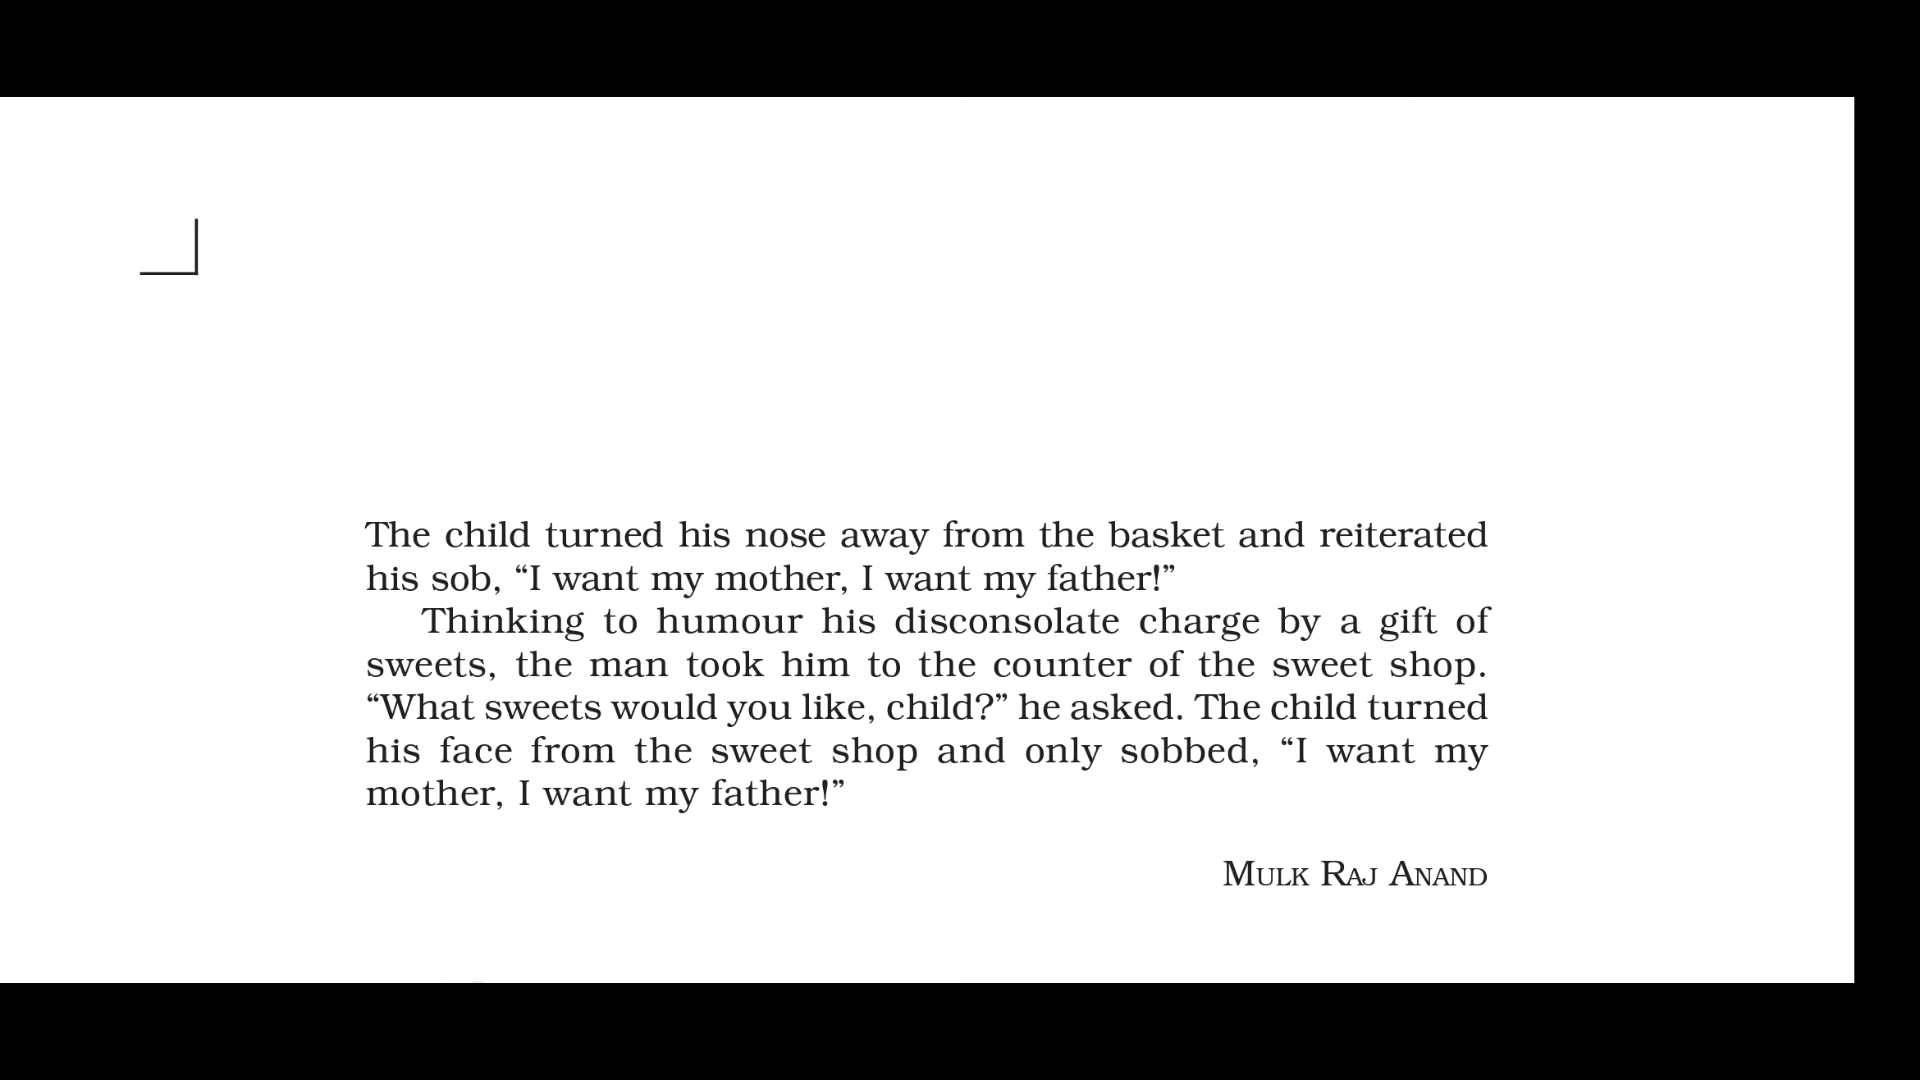 The child turned his nose away from the basket and reiterated
his sob, “I want my mother, I want my father!”
Thinking to humour his disconsolate charge by a gift of
sweets, the man took him to the counter of the sweet shop.
“What sweets would you like, child?” he asked. The child turned
his face from the sweet shop and only sobbed, “I want my
mother, I want my father!”
MULK RAJ ANAND